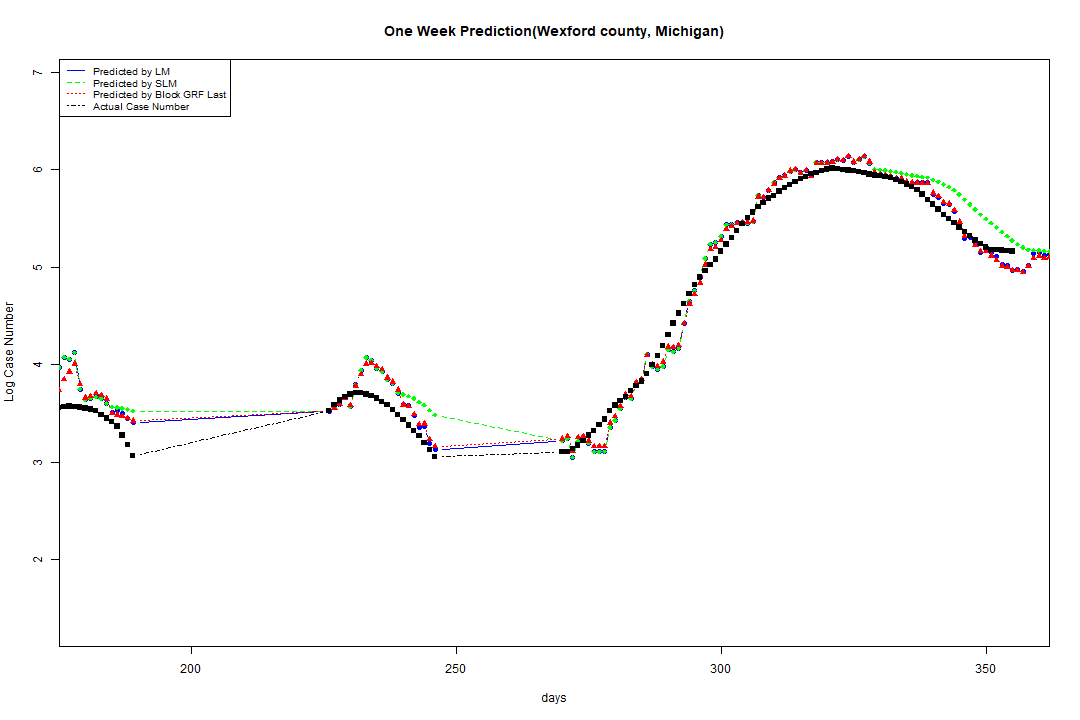 One Week Prediction(Wexford county, Michigan)
Predicted by LM
Predicted by SLM
Predicted by Block GRF Last
Actual Case Number
7
6
5
4
3
2
Log Case Number
200 250 300 350
days